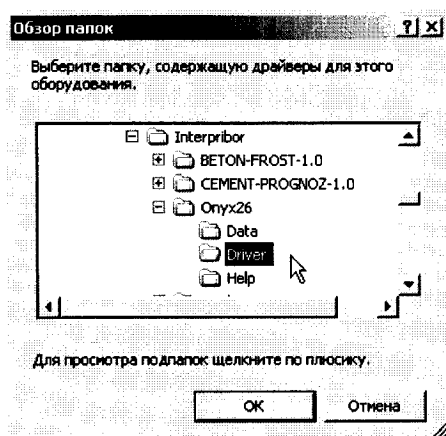 Обзор папок
Выберите папку, содержащую драйверы для этого
оборудования.
Interpribor
BETON-FROST-1.0
CEMENT-PROGNOZ-1.0
Onyx26
Data
Driver
Help
Для просмотра подпапок щелкните по плюсику.
ОК Отмена